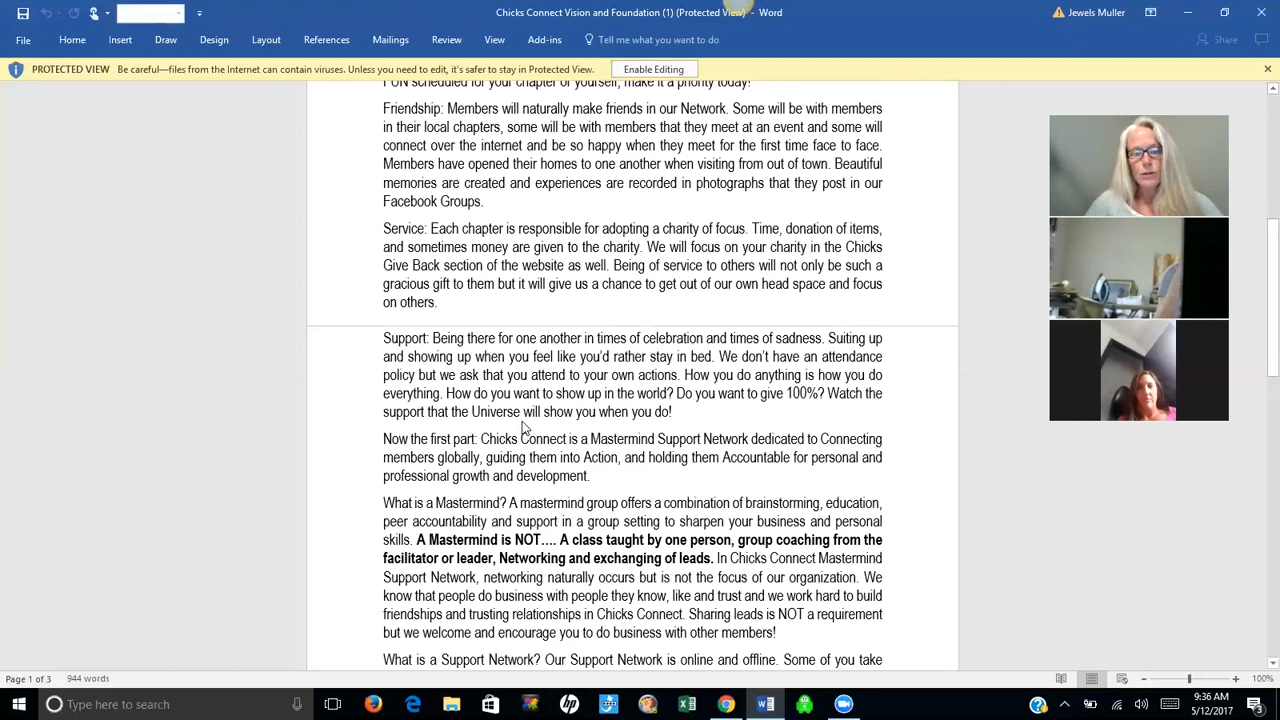 Chicks Connect Vision and Foundation (1) (Protected View) - Word
Jewels Muller
File Home Insert Draw Design Layout References Mailings Review View Add-ins Tell me what you want to do Share
PROTECTED VIEW Be careful—files from the Internet can contain viruses. Unless you need to edit, it's safer to stay in Protected View. Enable Editing
FUN scheduled for your chapter or yourself, make it a priority today!
Friendship: Members will naturally make friends in our Network. Some will be with members
in their local chapters, some will be with members that they meet at an event and some will
connect over the internet and be so happy when they meet for the first time face to face.
Members have opened their homes to one another when visiting from out of town. Beautiful
memories are created and experiences are recorded in photographs that they post in our
Facebook Groups.
Service: Each chapter is responsible for adopting a charity of focus. Time, donation of items,
and sometimes money are given to the charity. We will focus on your charity in the Chicks
Give Back section of the website as well. Being of service to others will not only be such a
gracious gift to them but it will give us a chance to get out of our own head space and focus
on others.
Support: Being there for one another in times of celebration and times of sadness. Suiting up
and showing up when you feel like you'd rather stay in bed. We don't have an attendance
policy but we ask that you attend to your own actions. How you do anything is how you do
everything. How do you want to show up in the world? Do you want to give 100%? Watch the
support that the Universe will show you when you do!
Now the first part: Chicks Connect is a Mastermind Support Network dedicated to Connecting
members globally, guiding them into Action, and holding them Accountable for personal and
professional growth and development.
What is a Mastermind? A mastermind group offers a combination of brainstorming, education,
peer accountability and support in a group setting to sharpen your business and personal
skills. A Mastermind is NOT…. A class taught by one person, group coaching from the
facilitator or leader, Networking and exchanging of leads. In Chicks Connect Mastermind
Support Network, networking naturally occurs but is not the focus of our organization. We
know that people do business with people they know, like and trust and we work hard to build
friendships and trusting relationships in Chicks Connect. Sharing leads is NOT a requirement
but we welcome and encourage you to do business with other members!
What is a Support Network? Our Support Network is online and offline. Some of you take
Page 1 of 3 944 words 100%
Type here to search
9:36 AM
5/12/2017